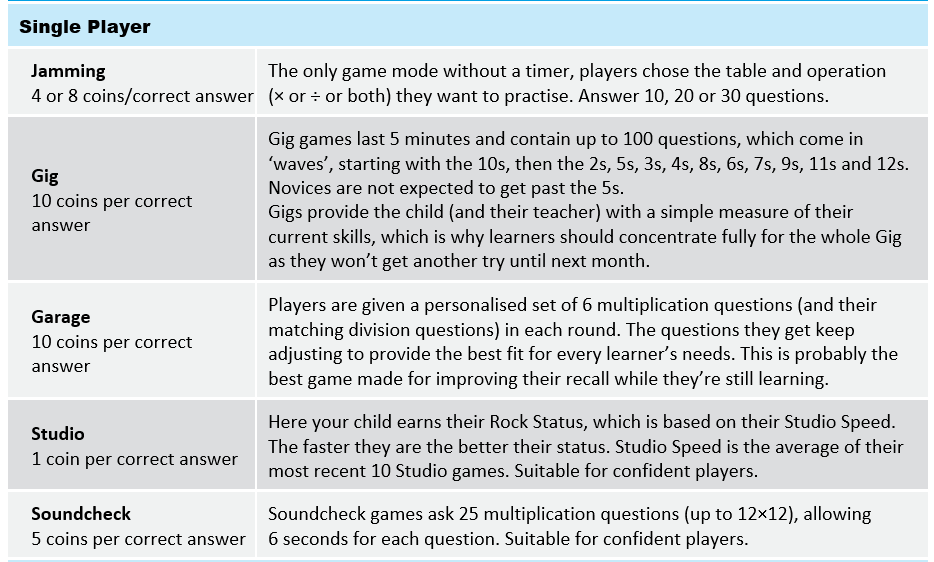 Single Player
Jamming
4 or 8 coins/correct answer
The only game mode without a timer, players chose the table and operation
(× or ÷ or both) they want to practise. Answer 10, 20 or 30 questions.
Gig
10 coins per correct
answer
Gig games last 5 minutes and contain up to 100 questions, which come in
‘waves’, starting with the 10s, then the 2s, 5s, 3s, 4s, 8s, 6s, 7s, 9s, 11s and 12s.
Novices are not expected to get past the 5s.
Gigs provide the child (and their teacher) with a simple measure of their
current skills, which is why learners should concentrate fully for the whole Gig
as they won’t get another try until next month.
Garage
10 coins per correct
answer
Players are given a personalised set of 6 multiplication questions (and their
matching division questions) in each round. The questions they get keep
adjusting to provide the best fit for every learner’s needs. This is probably the
best game made for improving their recall while they’re still learning.
Studio
1 coin per correct answer
Here your child earns their Rock Status, which is based on their Studio Speed.
The faster they are the better their status. Studio Speed is the average of their
most recent 10 Studio games. Suitable for confident players.
Soundcheck
5 coins per correct answer
Soundcheck games ask 25 multiplication questions (up to 12×12), allowing
6 seconds for each question. Suitable for confident players.